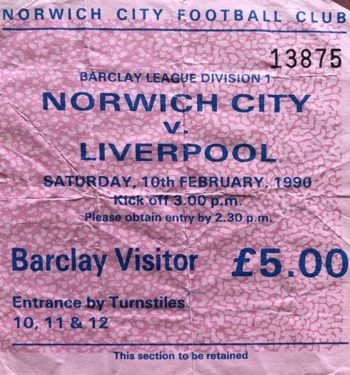 NORWICH CITY FOOTBALL CLUB
13875
BARCLAY LEAGUE DIVISION 1
NORWICH CITY
v.
LIVERPOOL
SATURDAY, 10th FEBRUARY, 1990
Kick off 3.00 p.m.
Please obtain entry by 2.30 p.m.
Barclay Visitor £5.00
Entrance by Turnstiles
10, 11 & 12
This section to be retained